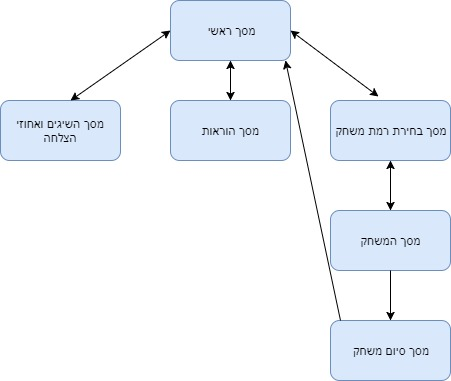 מסך ראשי
מסך השיגים ואחוזי
הצלחה
מסך הוראות
מסך בחירת רמת משחק
מסך המשחק
מסך סיום משחק